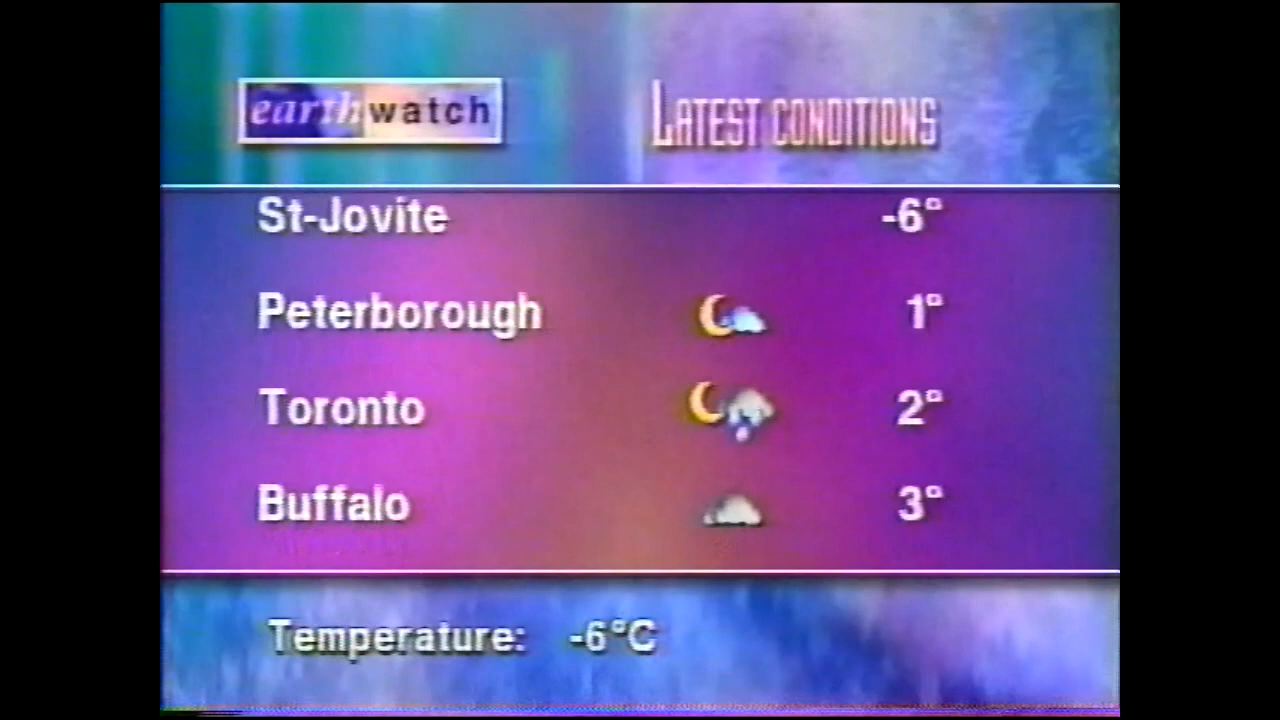 earthwatch
LATEST CONDITIONS
St-Jovite -6°
Peterborough 1°
Toronto 2°
Buffalo 3°
Temperature: -6°C